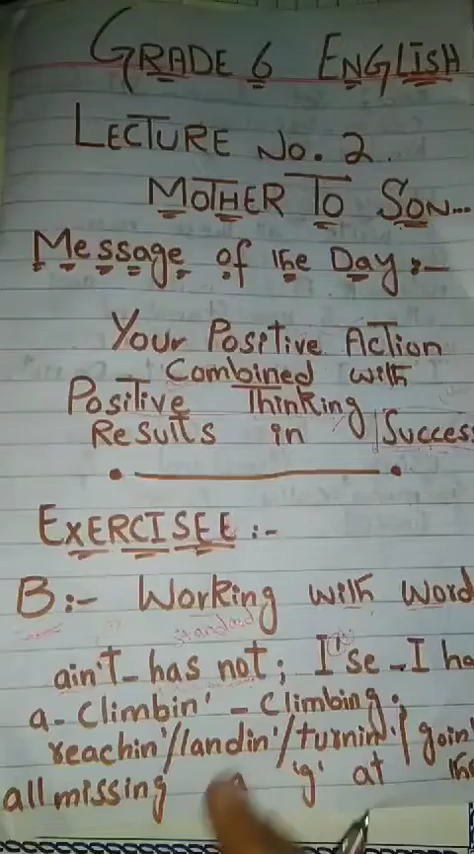 GRADE 6 ENGLISH
LECTURE No. 2.
MOTHER TO SON...
Message of the Day:-
Your Positive Action
Combined with
Positive Thinking
Results in Succes
EXERCISEE :-
B:- Working with Word
standard
ain't - has not; I'se - I ha
a-climbin' - climbing;
reachin'/landin'/turnin'/goin
all missing 'g' at the